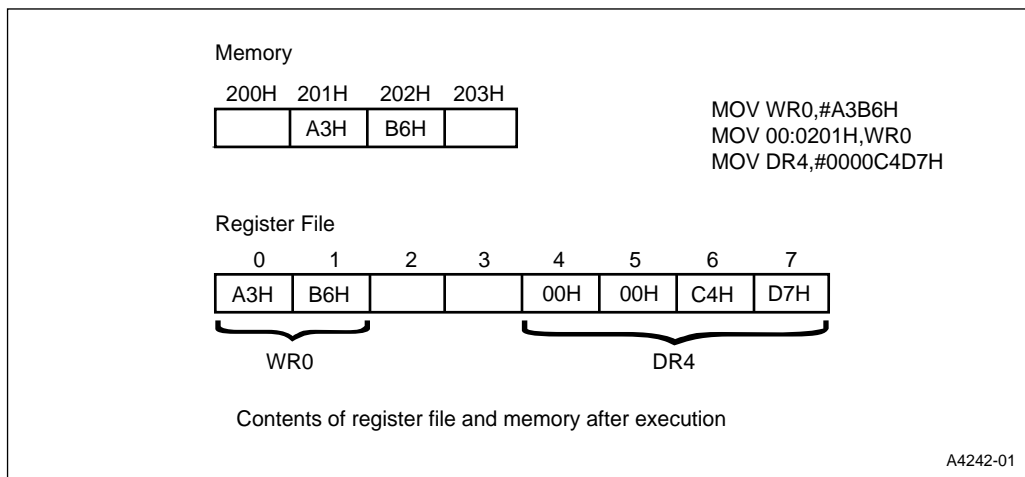 Memory
200H 201H 202H 203H
A3H B6H
MOV WR0,#A3B6H
MOV 00:0201H,WR0
MOV DR4,#0000C4D7H
Register File
0 1 2 3 4 5 6 7
A3H B6H 00H 00H C4H D7H
WR0 DR4
Contents of register file and memory after execution
A4242-01